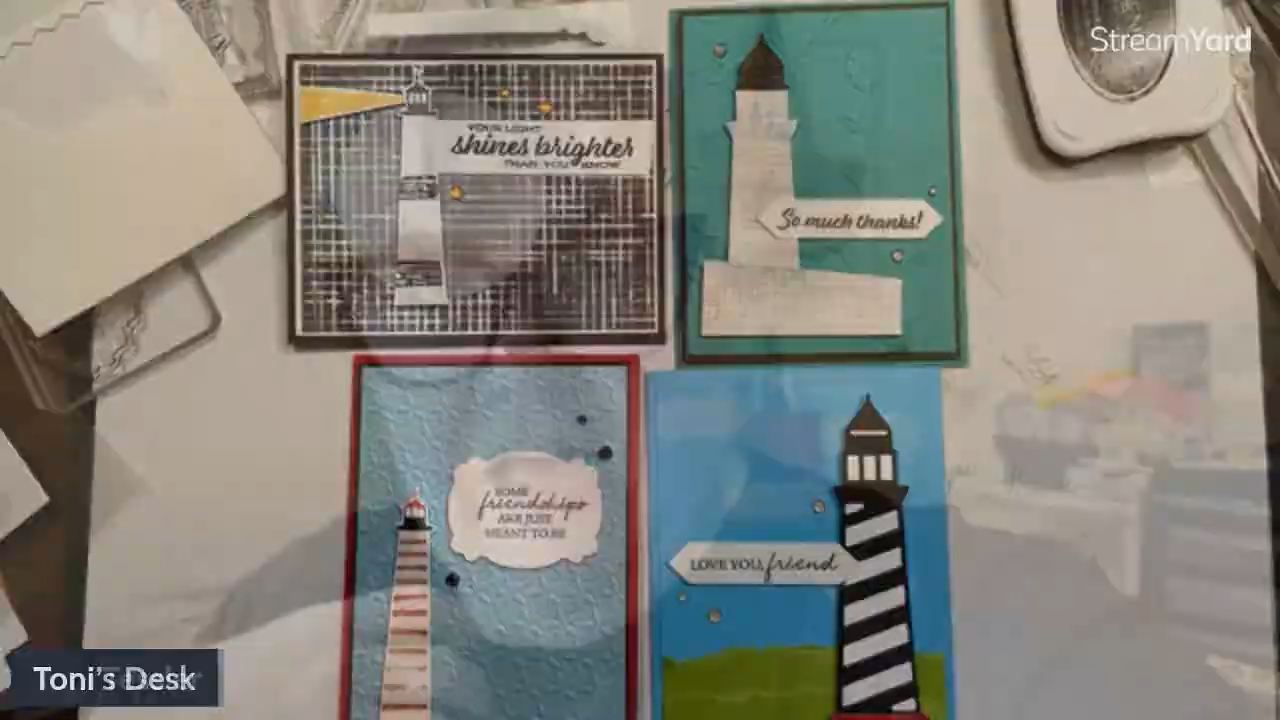 StreamYard
YOUR LIGHT
shines brighter
THAN YOU KNOW
So much thanks!
SOME
friendships
ARE JUST
MEANT TO BE
LOVE YOU, friend
Toni's Desk